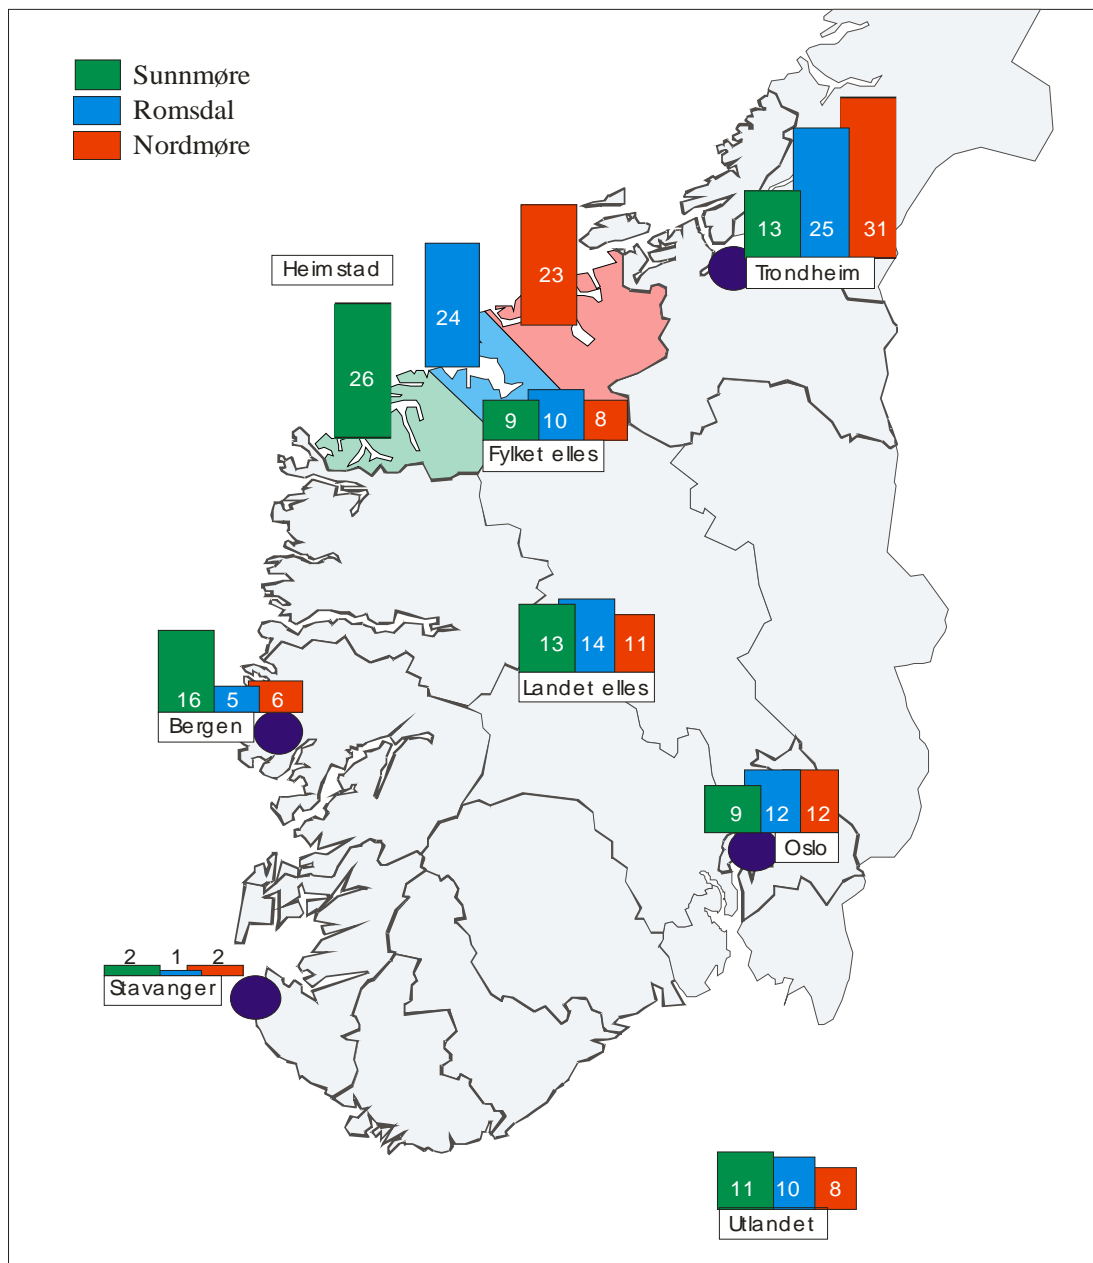 Sunnmøre
Romsdal
Nordmøre
13 25 31
Trondheim
Heimstad
23
24
26
9 10 8
Fylket elles
13 14 11
Landet elles
16 5 6
Bergen
9 12 12
Oslo
2 1 2
Stavanger
11 10 8
Utlandet